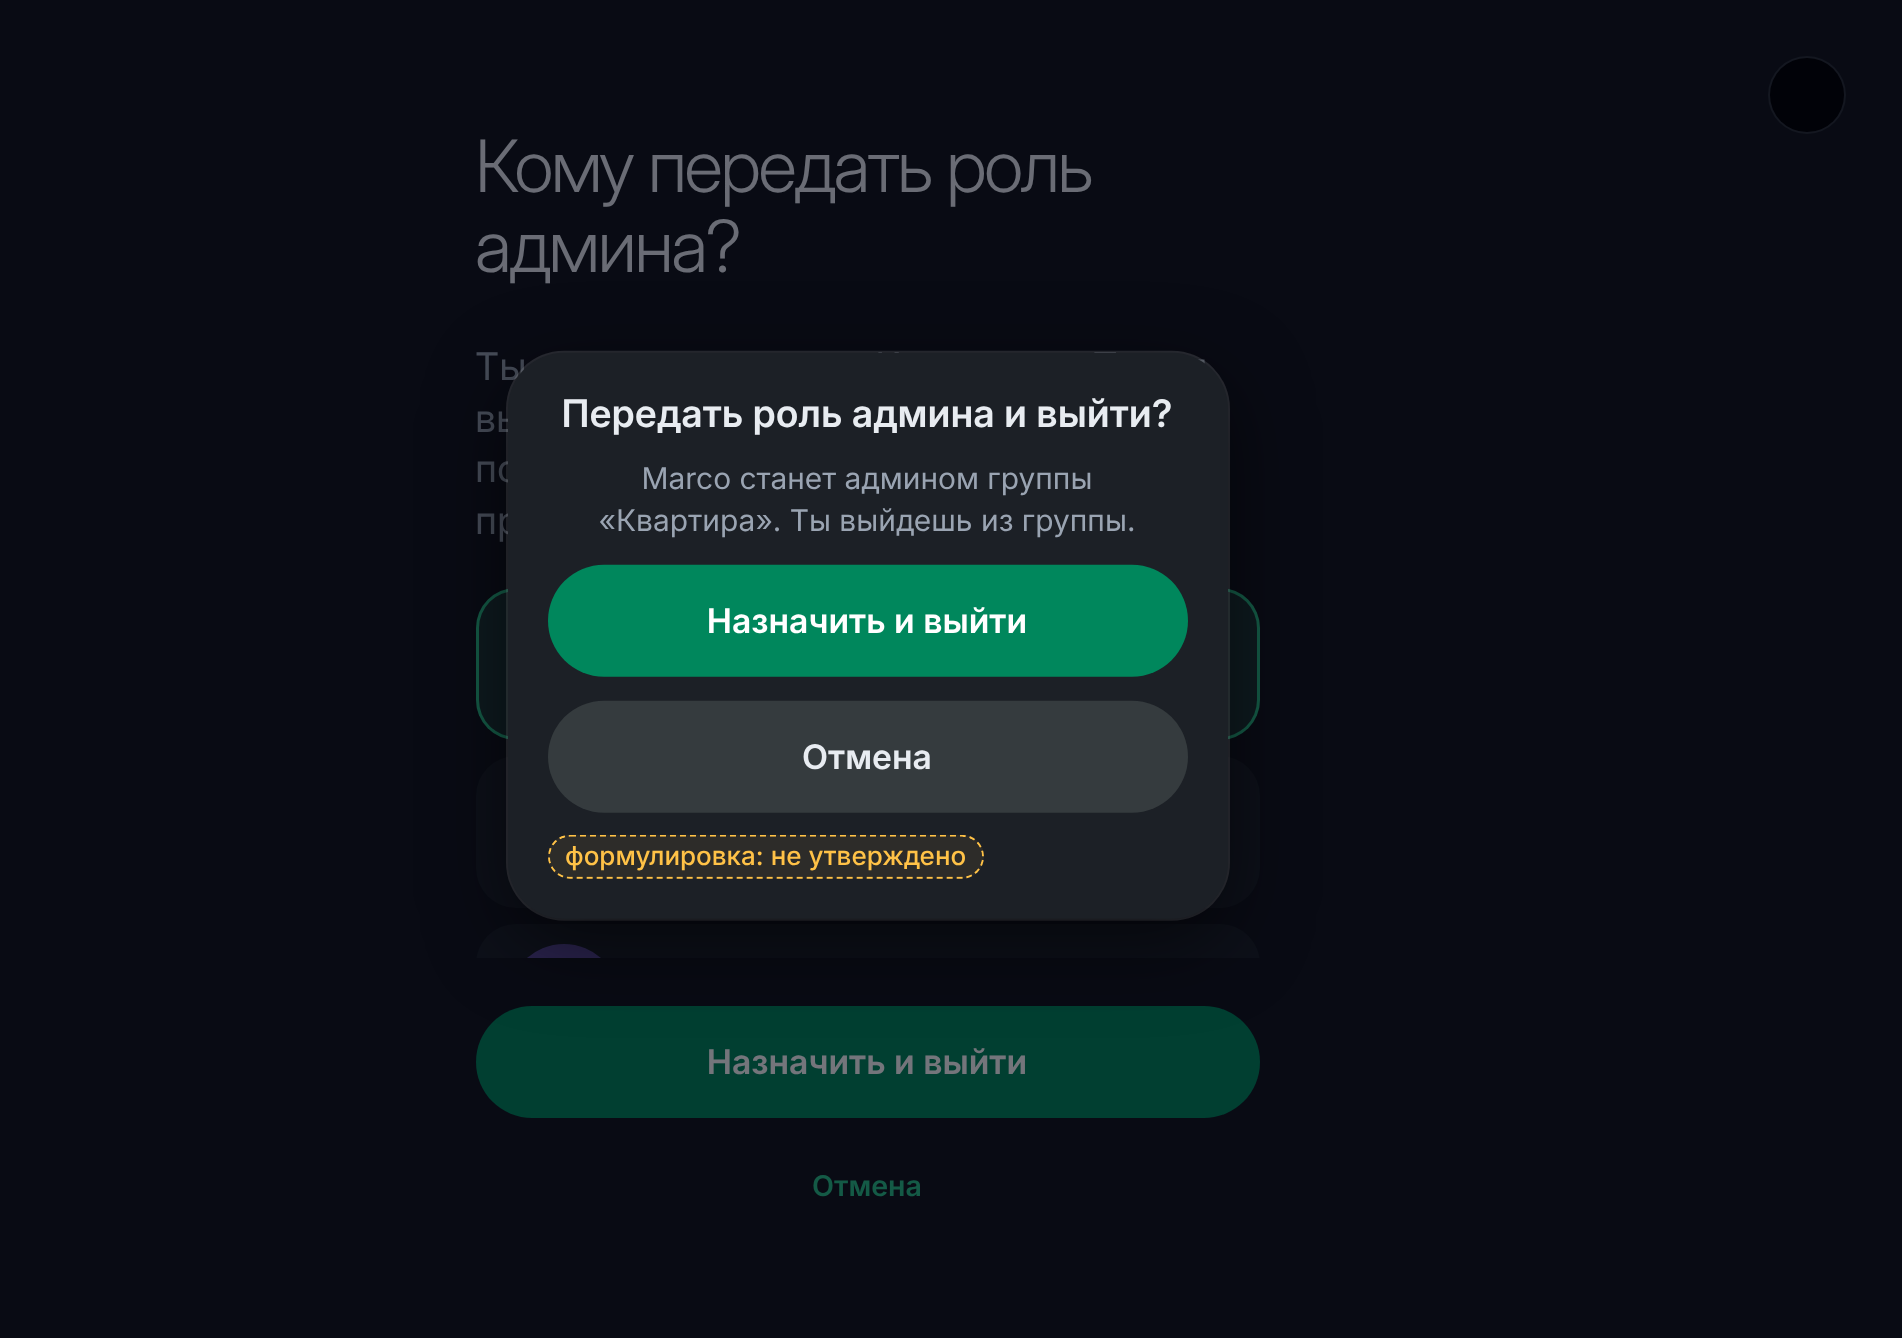 Кому передать роль
админа?
Ты
Передать роль админа и выйти?
Marco станет админом группы
«Квартира». Ты выйдешь из группы.
Назначить и выйти
Отмена
формулировка: не утверждено
Назначить и выйти
Отмена